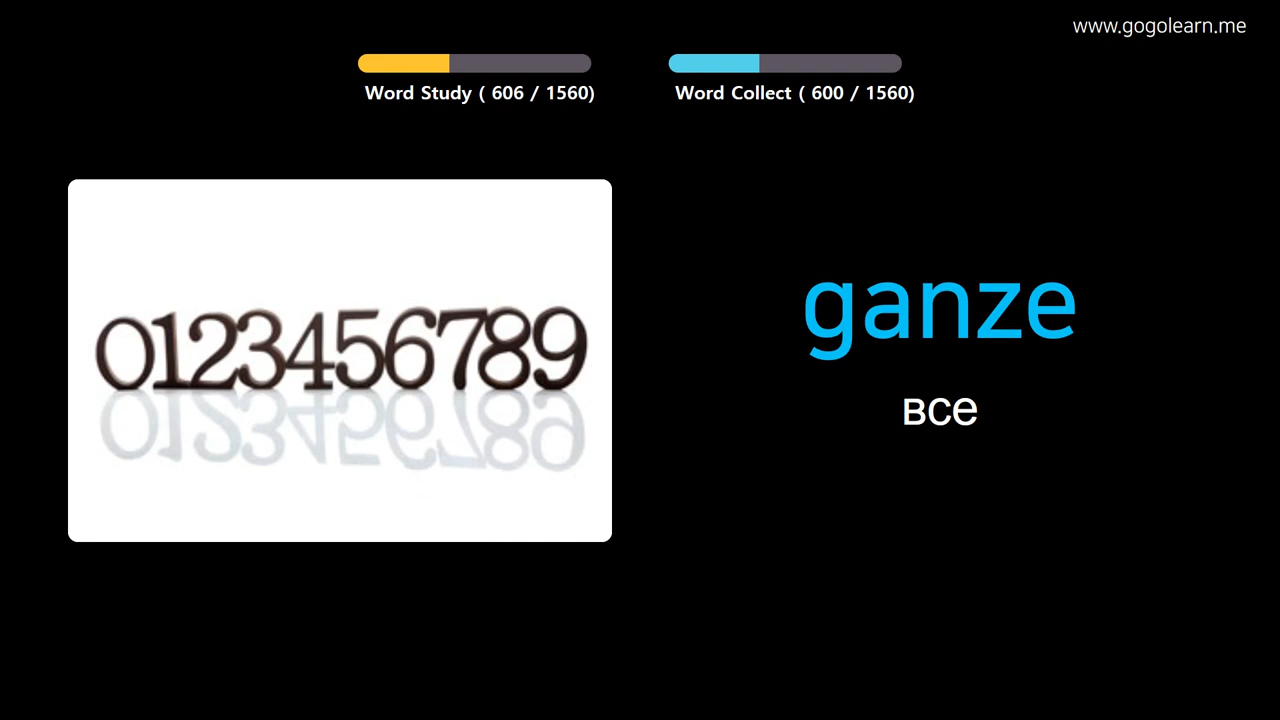 www.gogolearn.me
Word Study ( 606 / 1560)
Word Collect ( 600 / 1560)
0123456789
ganze
все